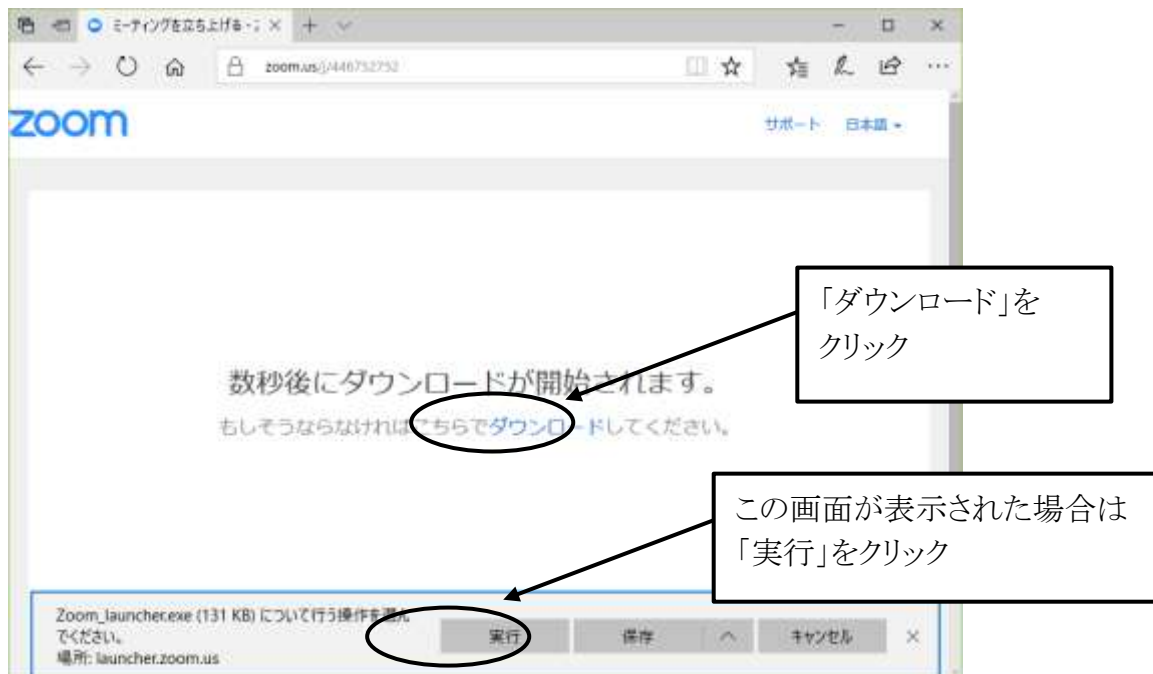 ミーティングを立ち上げる - ズ
zoom.us/j/446752752
zoom
サポート 日本語
「ダウンロード」を
クリック
数秒後にダウンロードが開始されます。
もしそうならなければこちらでダウンロードしてください。
この画面が表示された場合は
「実行」をクリック
Zoom_launcher.exe (131 KB) について行う操作を選ん
でください。
場所: launcher.zoom.us
実行 保存 キャンセル